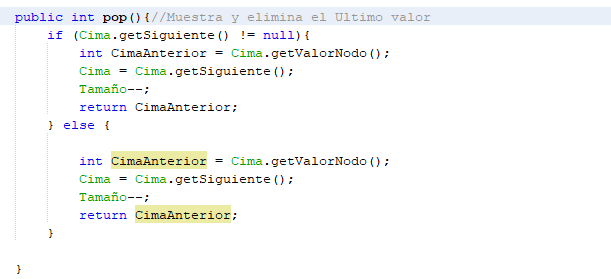 public int pop(){//Muestra y elimina el Ultimo valor
if (Cima.getSiguiente() != null){
int CimaAnterior = Cima.getValorNodo();
Cima = Cima.getSiguiente();
Tamaño--;
return CimaAnterior;
} else {
int CimaAnterior = Cima.getValorNodo();
Cima = Cima.getSiguiente();
Tamaño--;
return CimaAnterior;
}
}